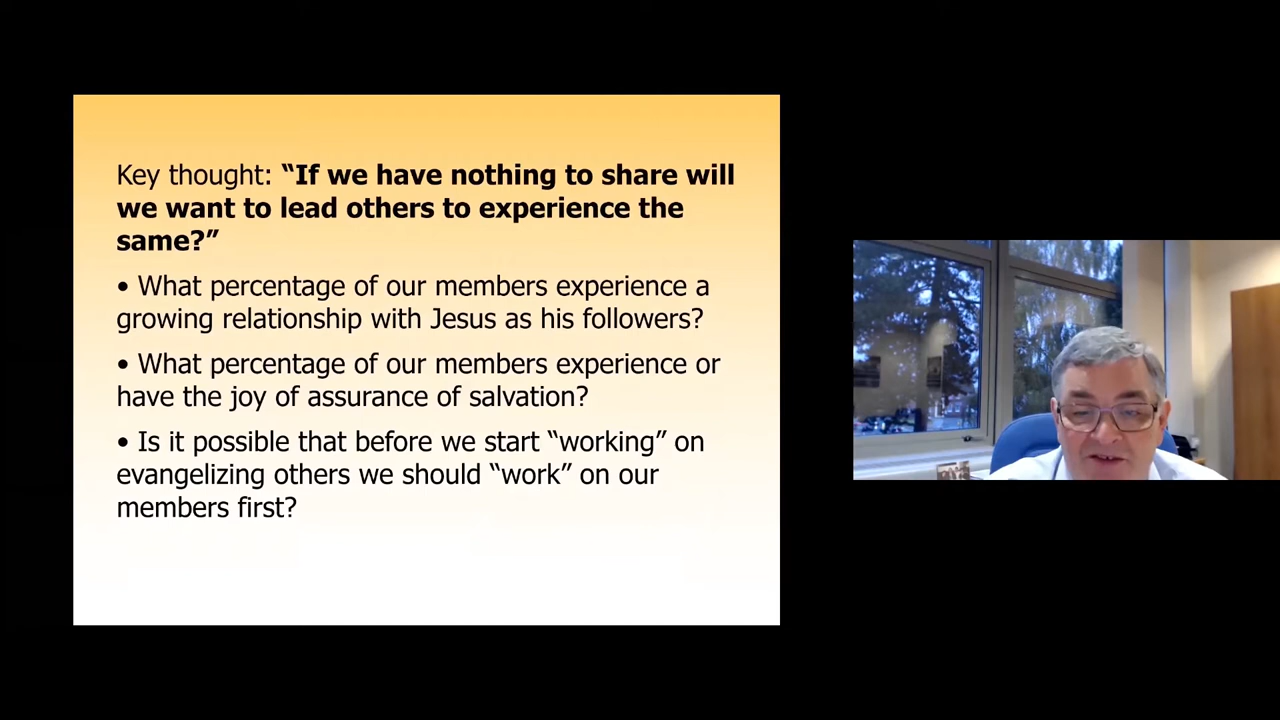 Key thought: “If we have nothing to share will
we want to lead others to experience the
same?”
• What percentage of our members experience a
growing relationship with Jesus as his followers?
• What percentage of our members experience or
have the joy of assurance of salvation?
• Is it possible that before we start “working” on
evangelizing others we should “work” on our
members first?